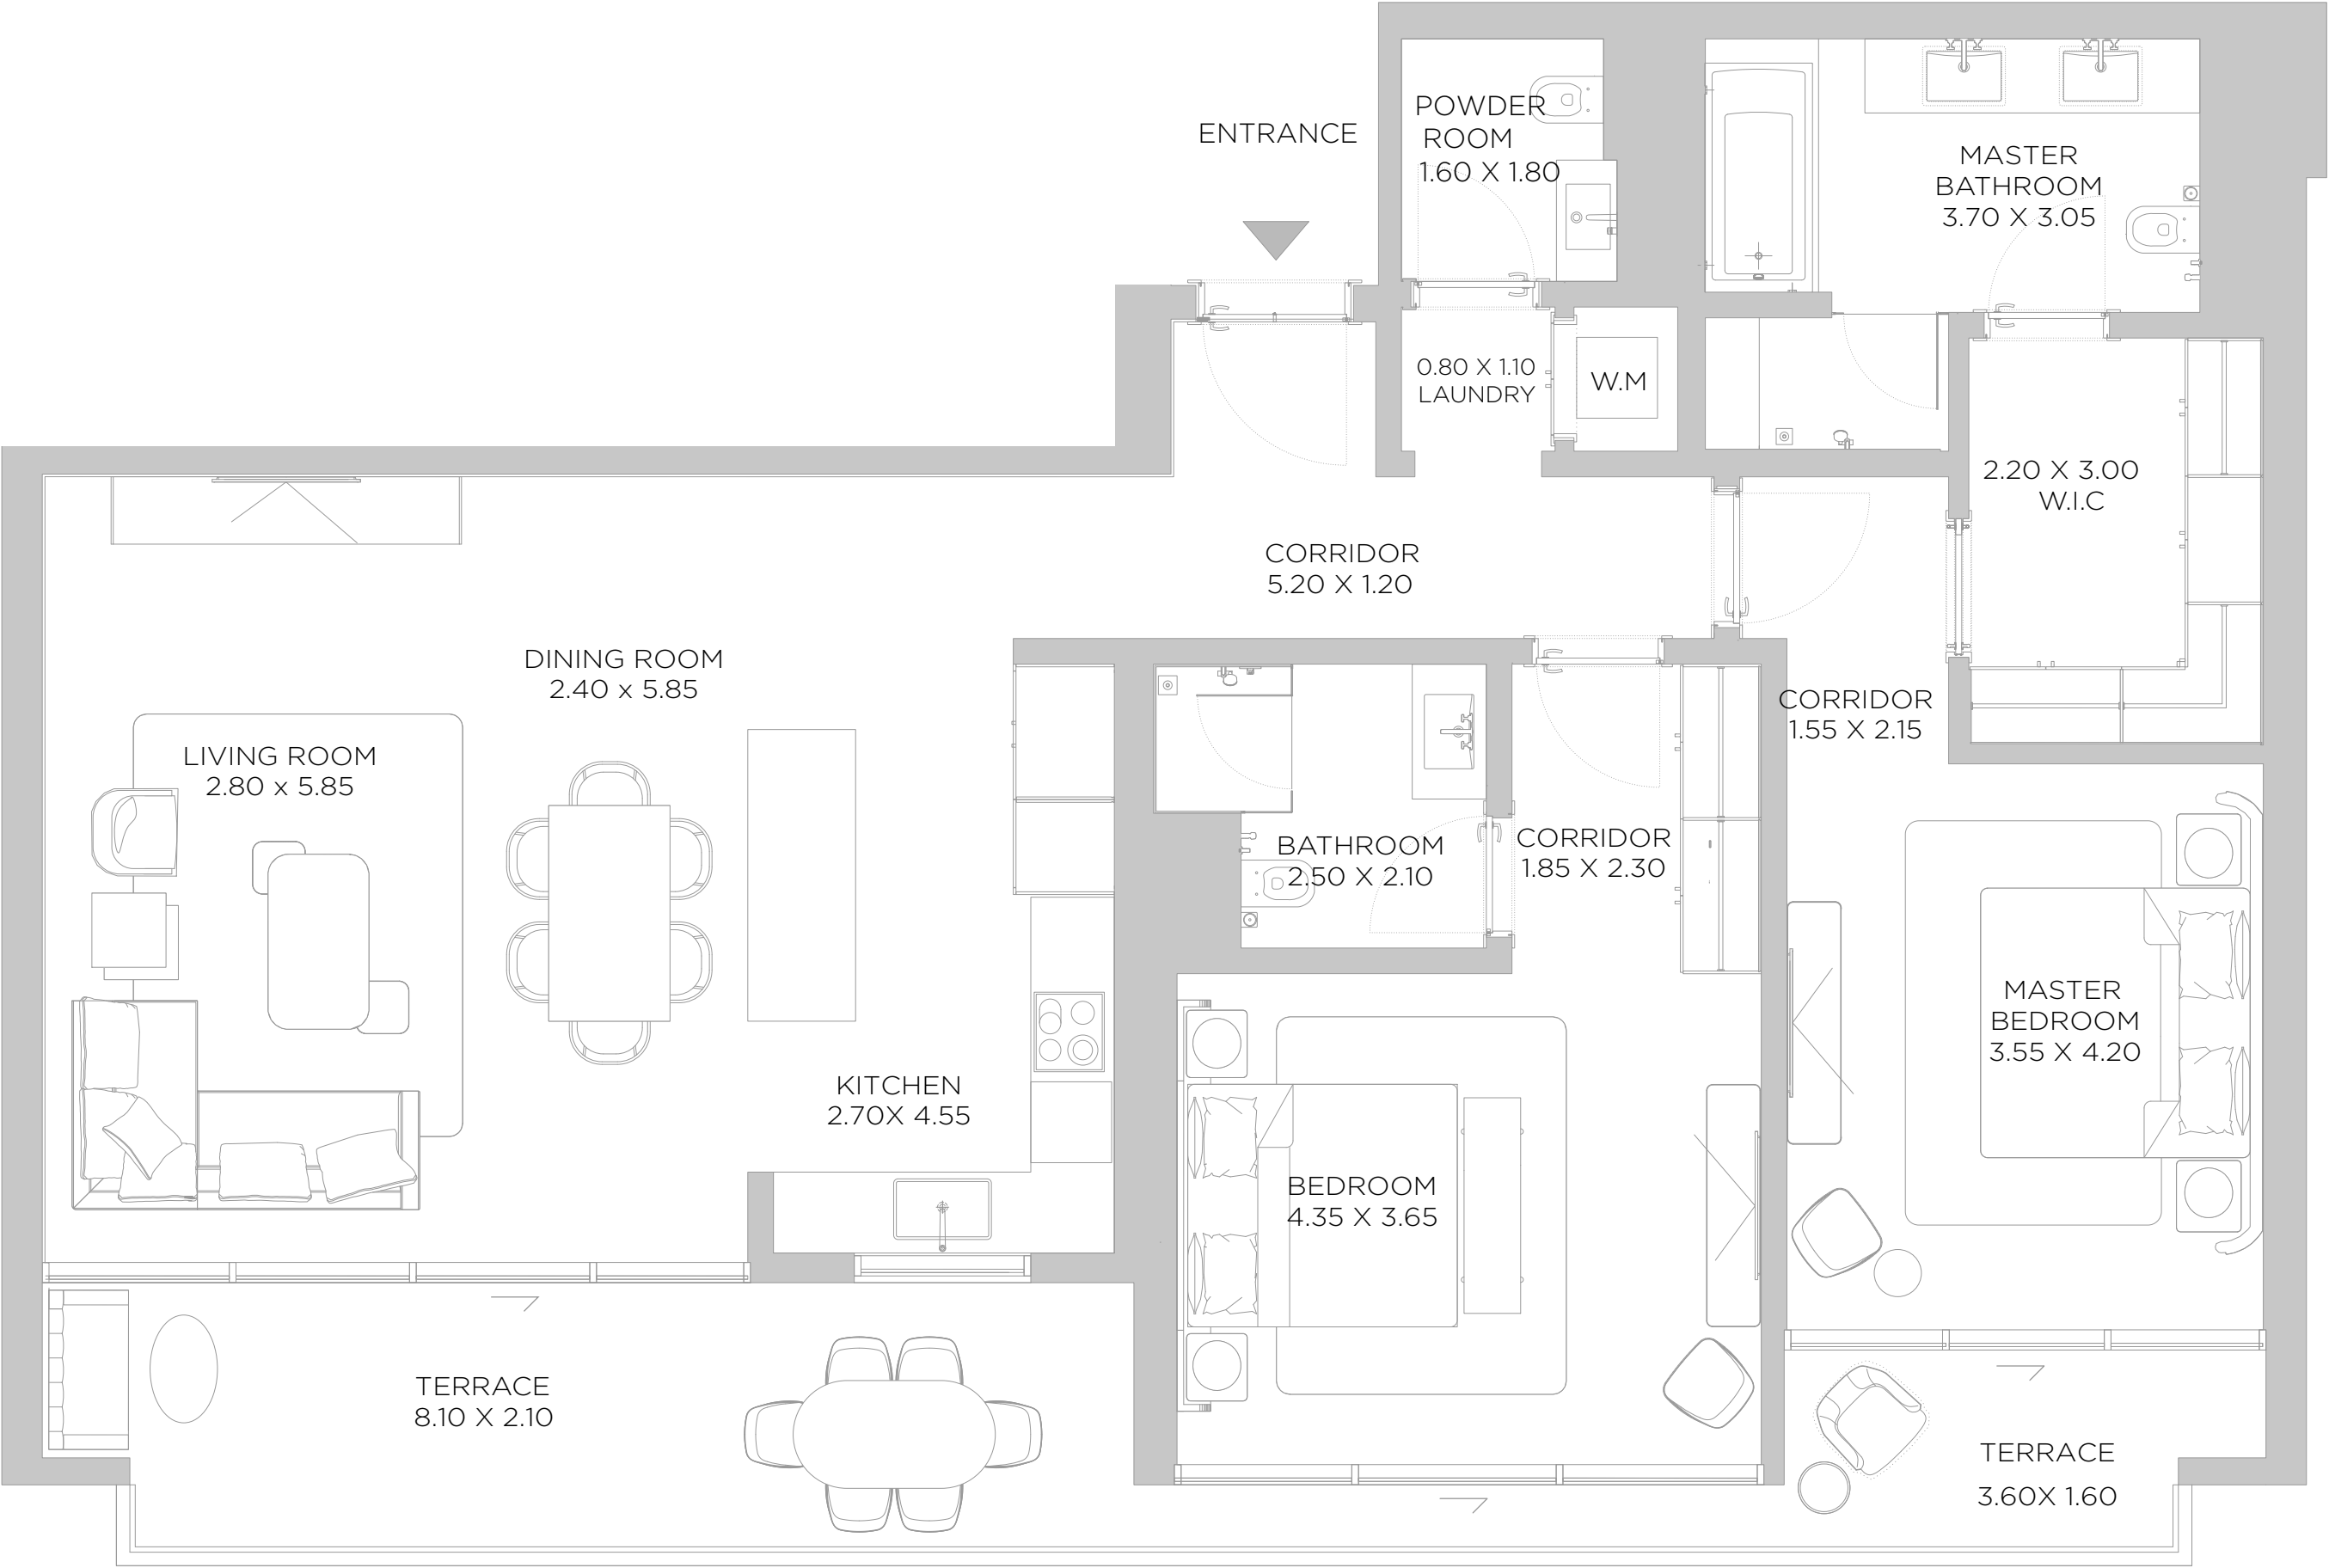 ENTRANCE
POWDER
ROOM
1.60 X 1.80
MASTER
BATHROOM
3.70 X 3.05
0.80 X 1.10
LAUNDRY
W.M
2.20 X 3.00
W.I.C
CORRIDOR
5.20 X 1.20
DINING ROOM
2.40 x 5.85
LIVING ROOM
2.80 x 5.85
CORRIDOR
1.55 X 2.15
BATHROOM
2.50 X 2.10
CORRIDOR
1.85 X 2.30
MASTER
BEDROOM
3.55 X 4.20
KITCHEN
2.70X 4.55
BEDROOM
4.35 X 3.65
TERRACE
8.10 X 2.10
TERRACE
3.60X 1.60